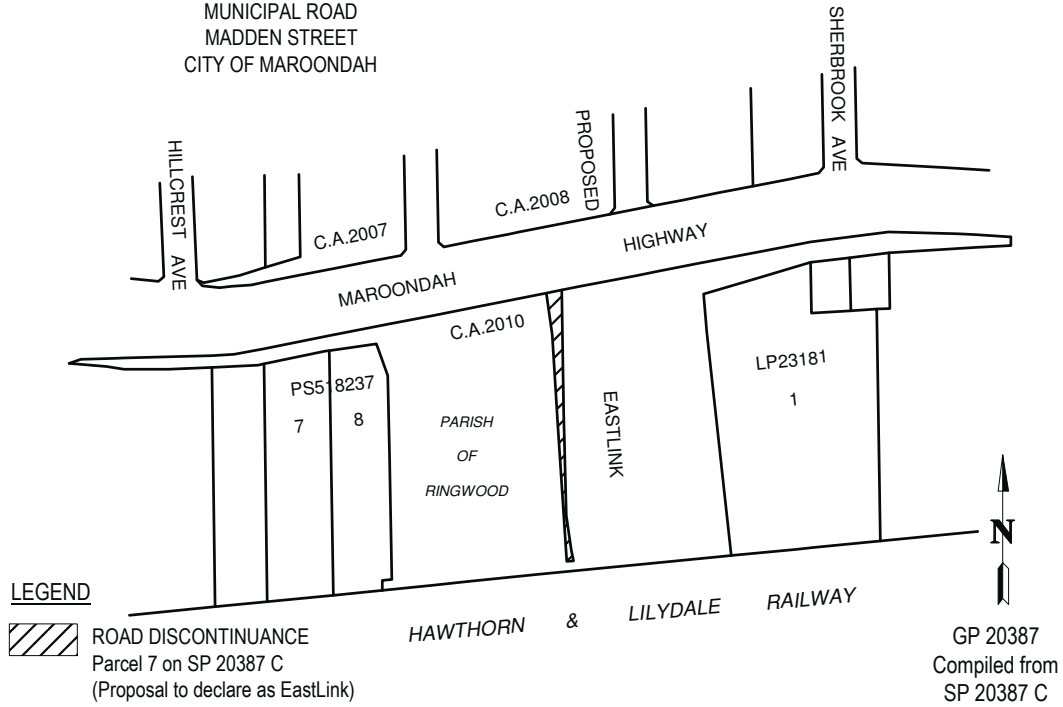 MUNICIPAL ROAD
MADDEN STREET
CITY OF MAROONDAH
SHERBROOK AVE
HILLCREST AVE
PROPOSED
C.A.2008
C.A.2007
HIGHWAY
MAROONDAH
C.A.2010
LP23181
1
PS518237
7 8
EASTLINK
PARISH
OF
RINGWOOD
N
HAWTHORN & LILYDALE RAILWAY
LEGEND
ROAD DISCONTINUANCE
Parcel 7 on SP 20387 C
(Proposal to declare as EastLink)
GP 20387
Compiled from
SP 20387 C